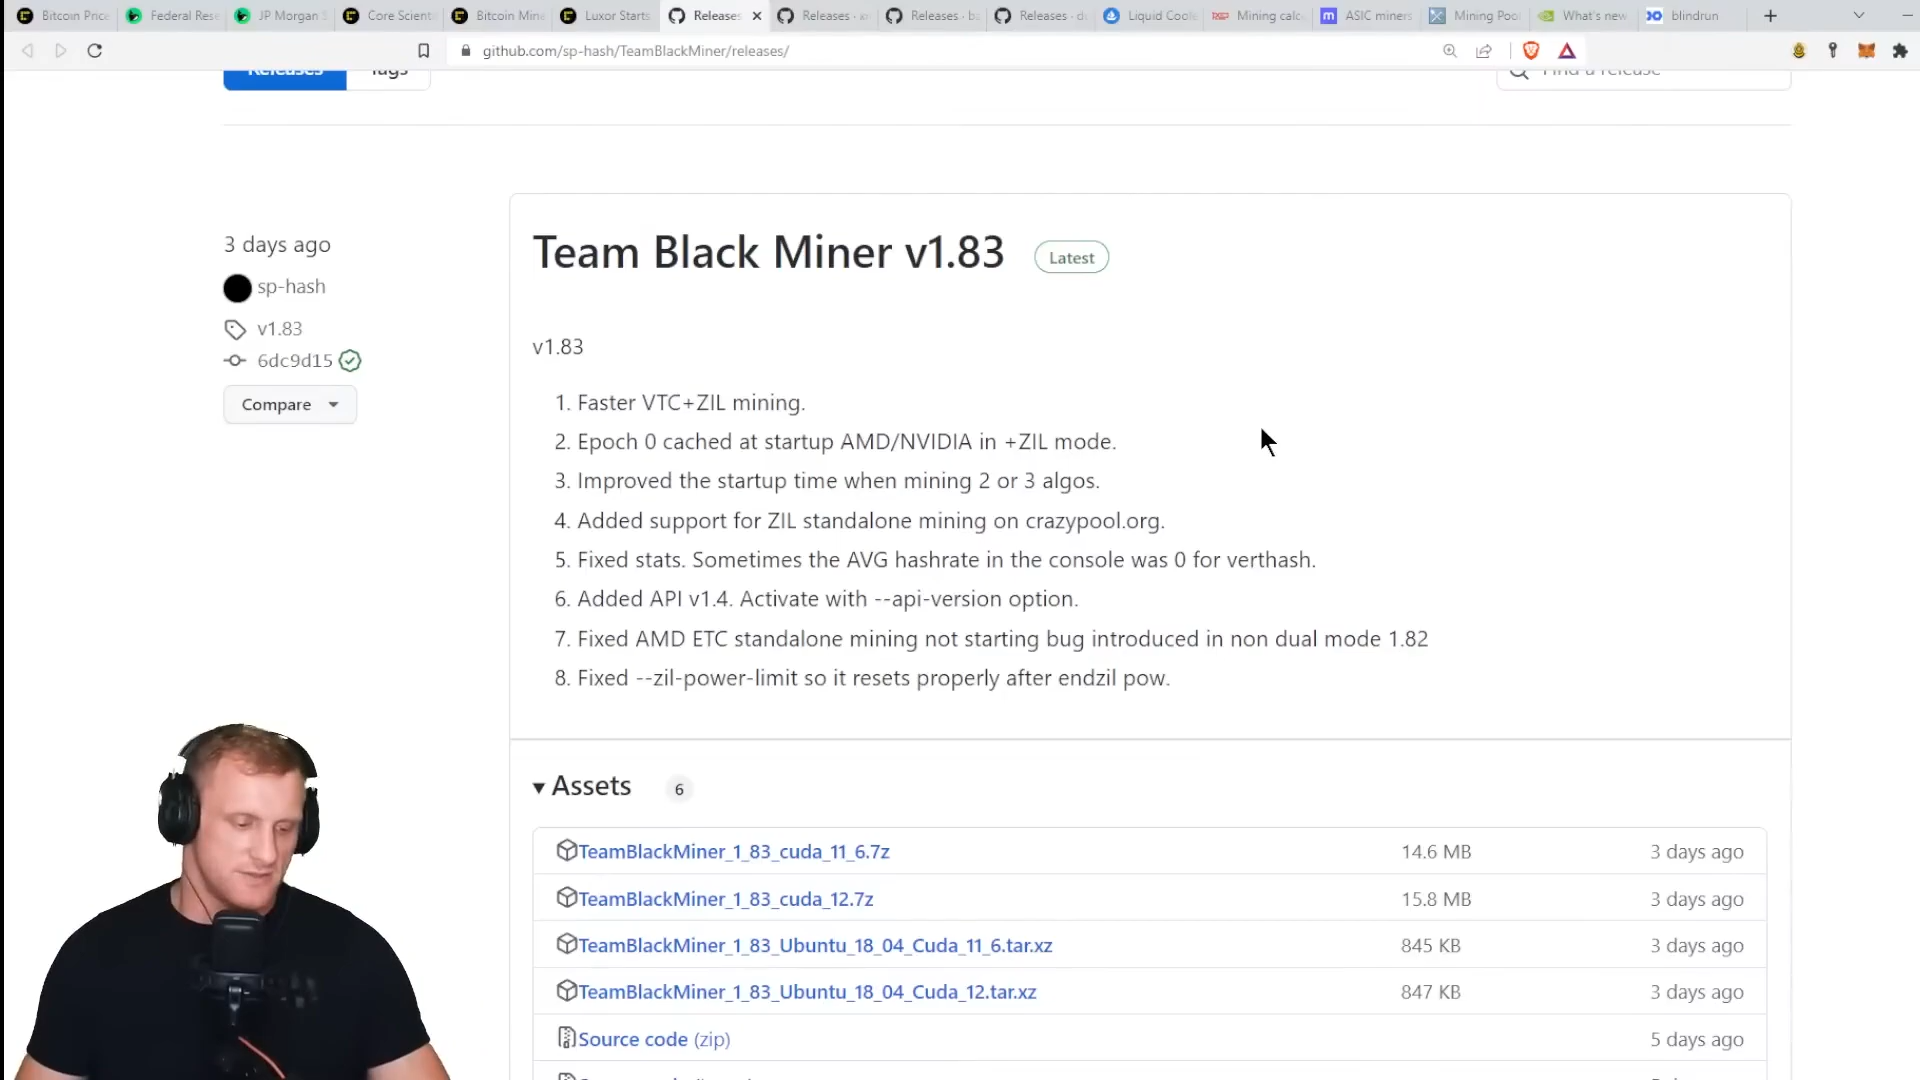 Bitcoin Price
Federal Rese
JP Morgan S
Core Scienti
Bitcoin Mine
Luxor Starts
Releases
Releases
Releases
Releases
Liquid Coole
Mining calc
ASIC miners
Mining Pool
What's new
blindrun
github.com/sp-hash/TeamBlackMiner/releases/
Releases
Tags
Find a release
3 days ago
sp-hash
v1.83
6dc9d15
Compare
Team Black Miner v1.83
Latest
v1.83
1. Faster VTC+ZIL mining.
2. Epoch 0 cached at startup AMD/NVIDIA in +ZIL mode.
3. Improved the startup time when mining 2 or 3 algos.
4. Added support for ZIL standalone mining on crazypool.org.
5. Fixed stats. Sometimes the AVG hashrate in the console was 0 for verthash.
6. Added API v1.4. Activate with --api-version option.
7. Fixed AMD ETC standalone mining not starting bug introduced in non dual mode 1.82
8. Fixed --zil-power-limit so it resets properly after endzil pow.
Assets 6
TeamBlackMiner_1_83_cuda_11_6.7z 14.6 MB 3 days ago
TeamBlackMiner_1_83_cuda_12.7z 15.8 MB 3 days ago
TeamBlackMiner_1_83_Ubuntu_18_04_Cuda_11_6.tar.xz 845 KB 3 days ago
TeamBlackMiner_1_83_Ubuntu_18_04_Cuda_12.tar.xz 847 KB 3 days ago
Source code (zip) 5 days ago